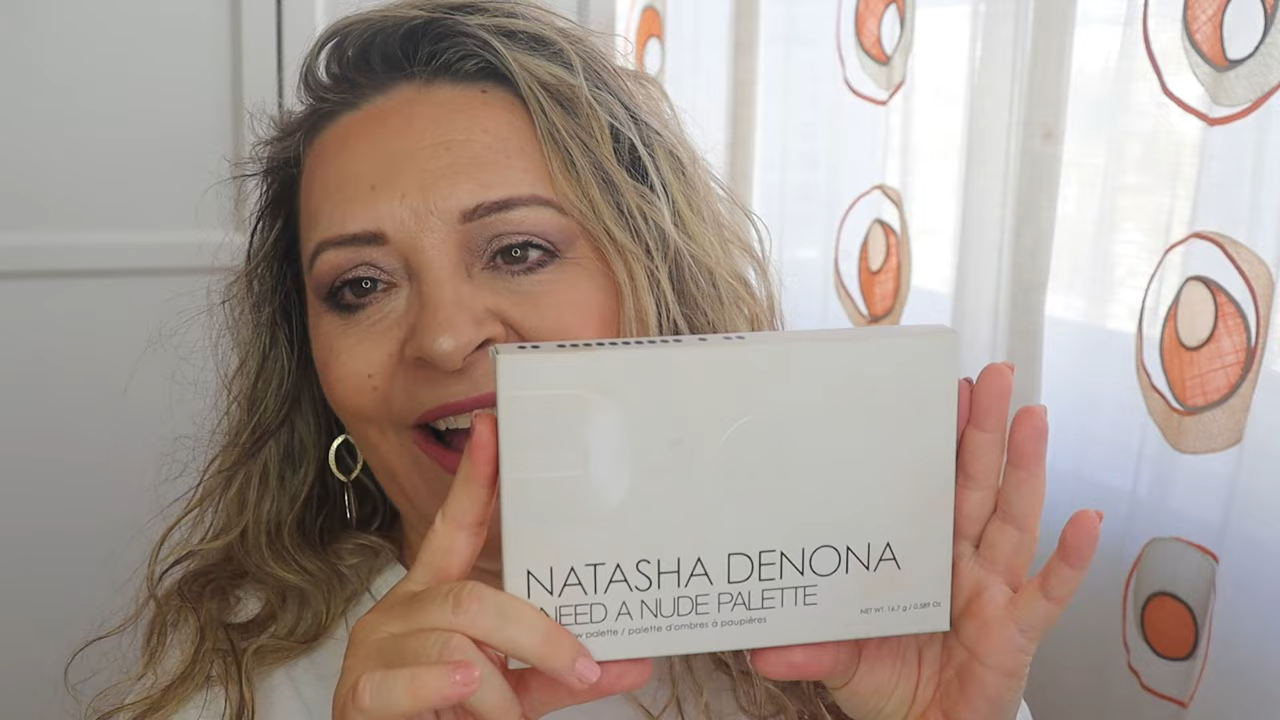 NATASHA DENONA
NEED A NUDE PALETTE
palette / palette d'ombres à paupières
NET WT. 16.7 g / 0.589 Oz